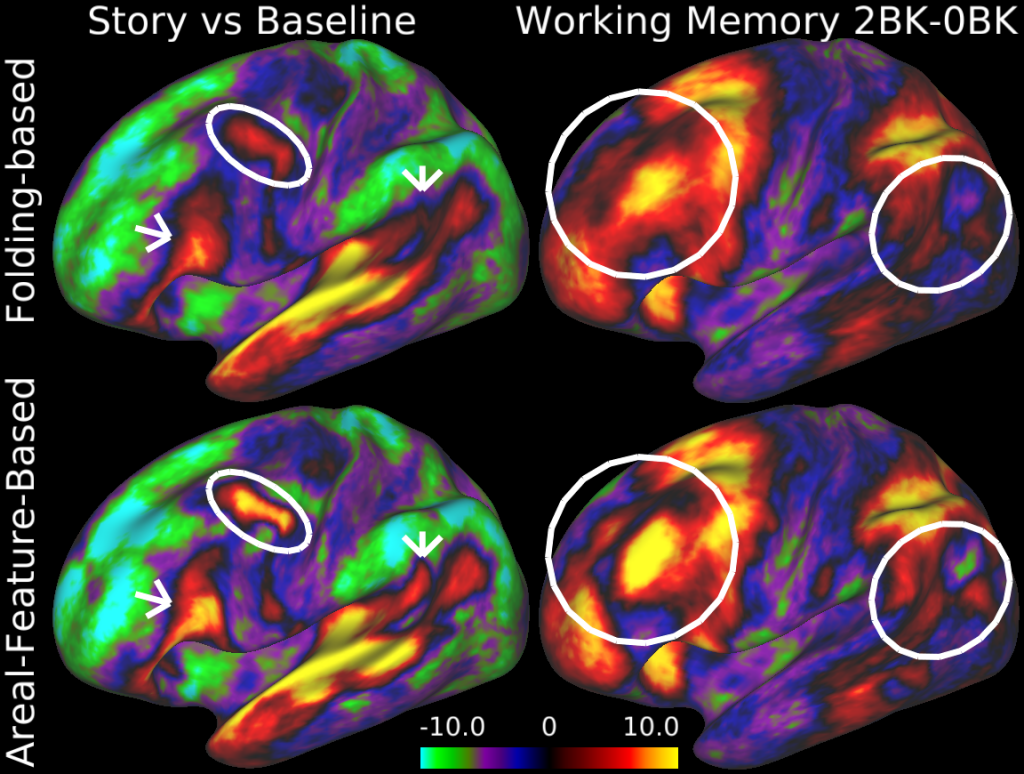 Story vs Baseline
Working Memory 2BK-0BK
Folding-based
Areal-Feature-Based
-10.0 0 10.0